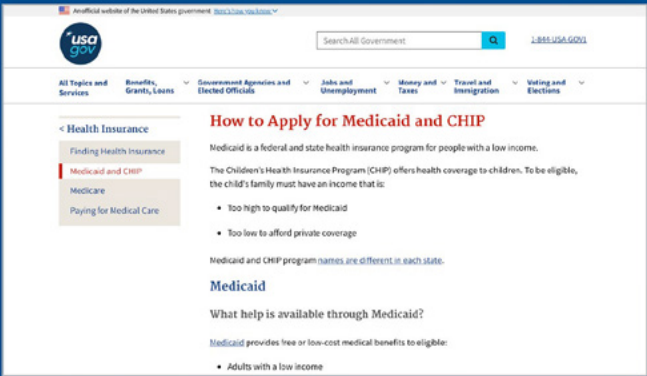 An official website of the United States government Here's how you know
usa
gov
Search All Government
1-844-USA-GOV1
All Topics and Services
Benefits, Grants, Loans
Government Agencies and Elected Officials
Jobs and Unemployment
Money and Taxes
Travel and Immigration
Voting and Elections
< Health Insurance
Finding Health Insurance
Medicaid and CHIP
Medicare
Paying for Medical Care
How to Apply for Medicaid and CHIP
Medicaid is a federal and state health insurance program for people with a low income.
The Children's Health Insurance Program (CHIP) offers health coverage to children. To be eligible,
the child's family must have an income that is:
• Too high to qualify for Medicaid
• Too low to afford private coverage
Medicaid and CHIP program names are different in each state.
Medicaid
What help is available through Medicaid?
Medicaid provides free or low-cost medical benefits to eligible:
• Adults with a low income